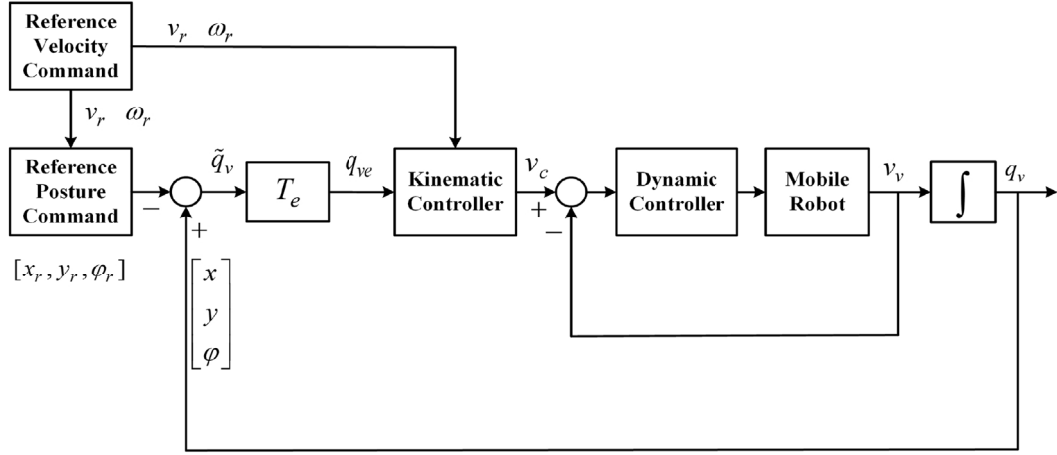 Reference
Velocity
Command
v_r ω_r
v_r ω_r
Reference
Posture
Command
−
+
q̃_v
T_e
q_ve
Kinematic
Controller
v_c
+
−
Dynamic
Controller
Mobile
Robot
v_v
∫
q_v
[x_r, y_r, φ_r]
[x
y
φ]